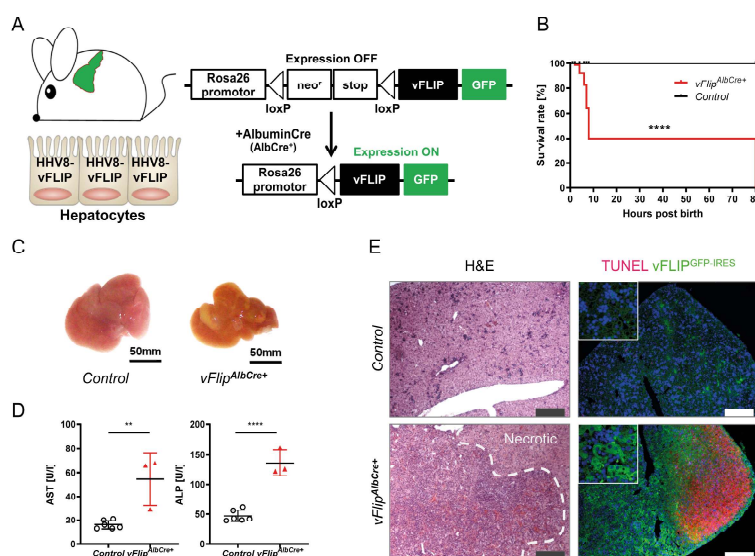 A
Expression OFF
Rosa26
promotor
neoʳ
stop
vFLIP
GFP
loxP
loxP
+AlbuminCre
(AlbCre⁺)
Expression ON
Rosa26
promotor
vFLIP
GFP
loxP
HHV8-
vFLIP
HHV8-
vFLIP
HHV8-
vFLIP
Hepatocytes
B
Survival rate [%]
100
80
60
40
20
0
0 10 20 30 40 50 60 70 80
Hours post birth
vFlipᴬˡᵇᶜʳᵉ⁺
Control
****
C
50mm
50mm
Control
vFlipᴬˡᵇᶜʳᵉ⁺
D
AST [U/l]
100
80
60
40
20
0
**
Control vFlipᴬˡᵇᶜʳᵉ⁺
ALP [U/l]
200
150
100
50
0
****
Control vFlipᴬˡᵇᶜʳᵉ⁺
E
H&E
TUNEL vFLIPᴳᶠᴾ⁻ᴵᴿᴱˢ
Control
vFlipᴬˡᵇᶜʳᵉ⁺
Necrotic